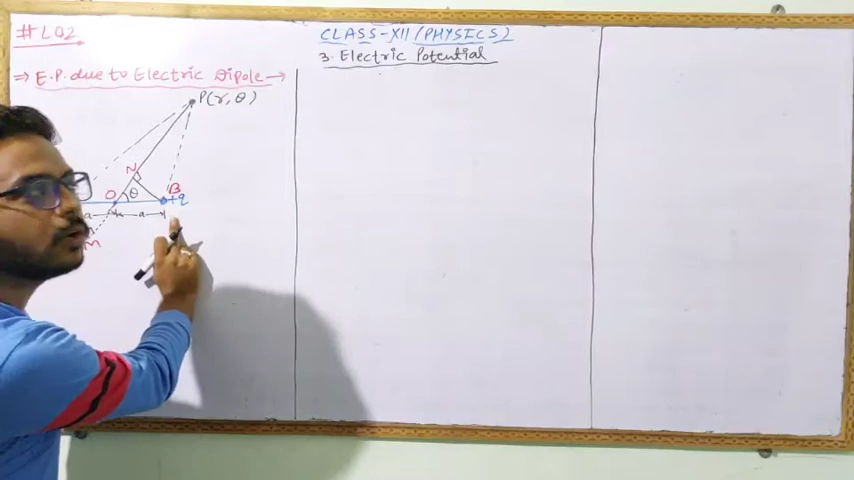 #L02
CLASS-XII (PHYSICS)
3. Electric Potential
⇒ E.P. due to Electric Dipole →
P(r, θ)
N
O
θ
B
+q
a
a
M